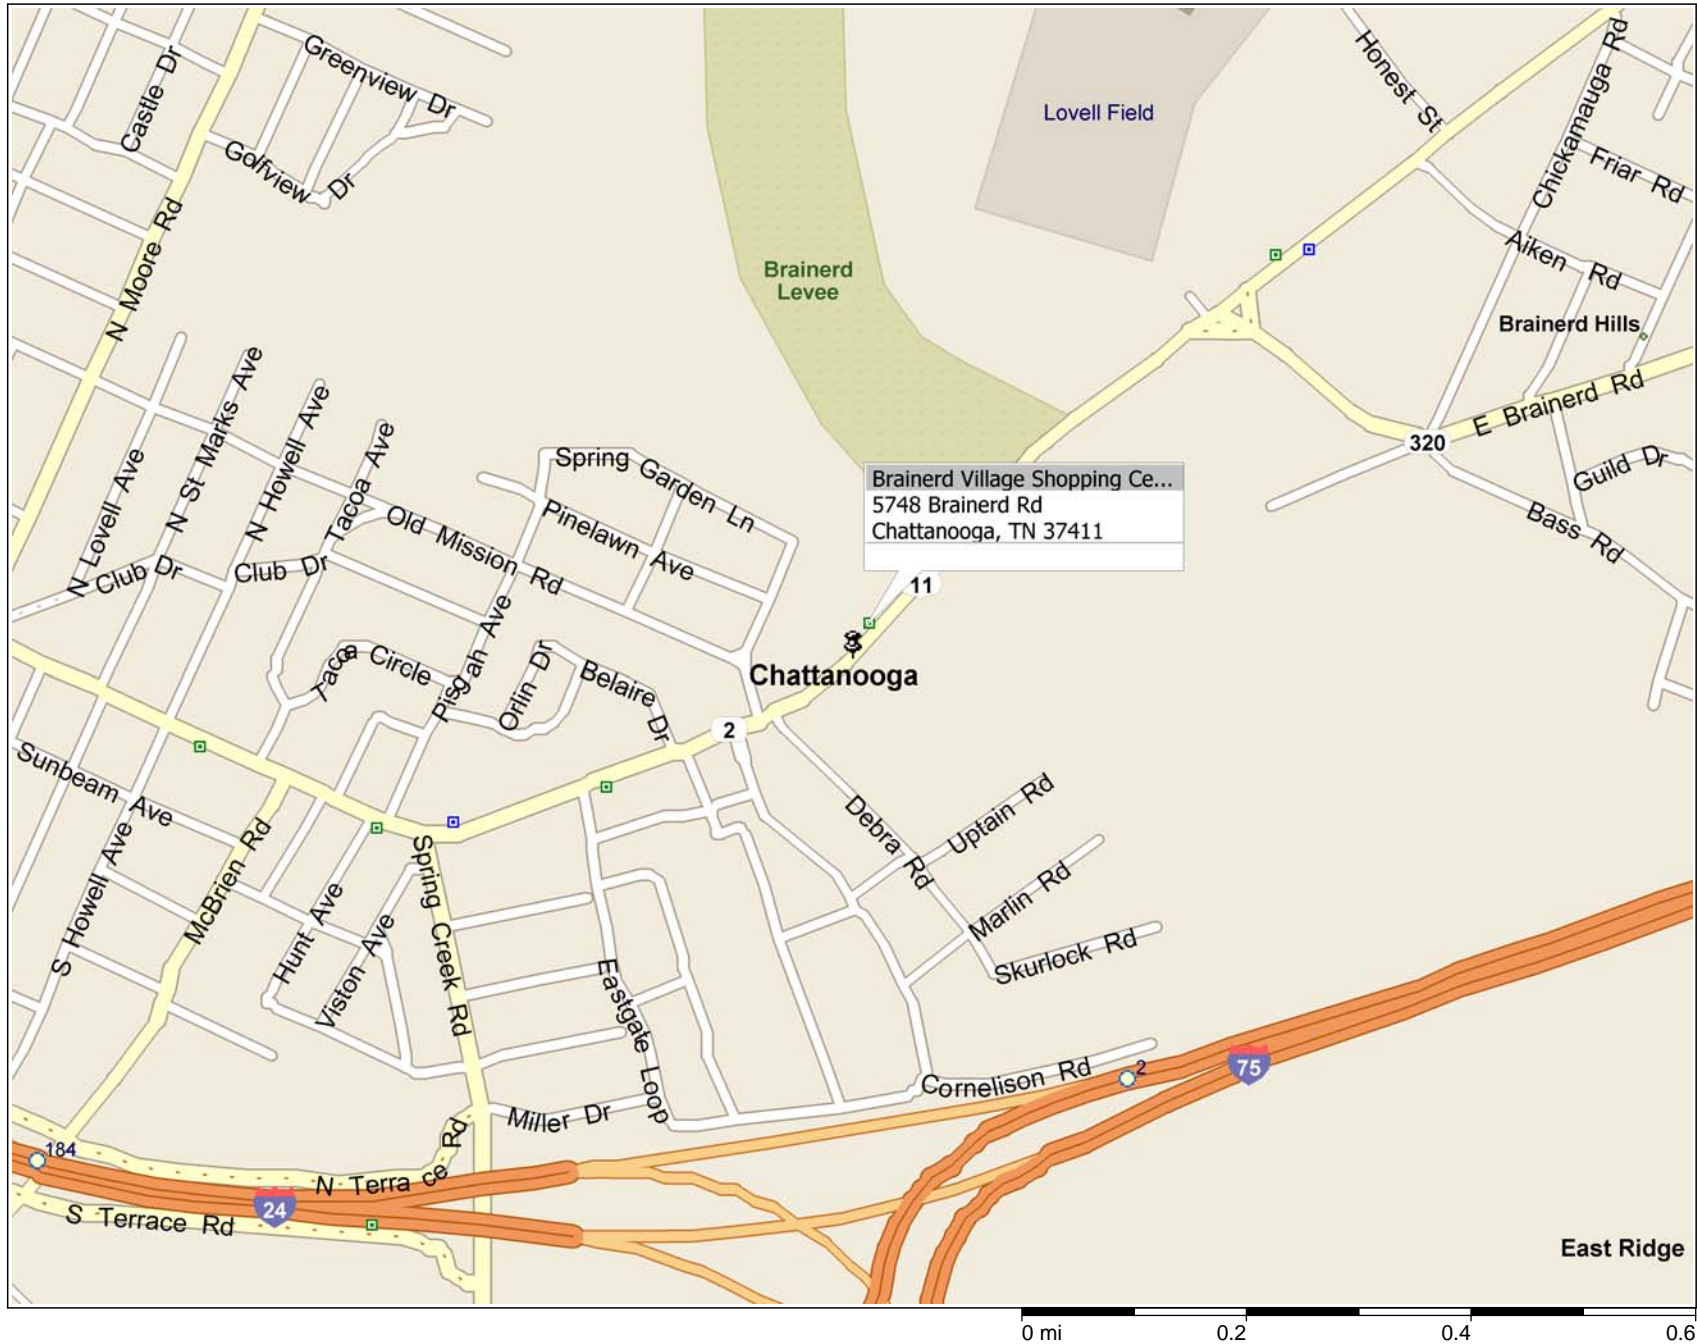 Castle Dr
Greenview Dr
Golfview Dr
N Moore Rd
Lovell Field
Honest St
Chickamauga Rd
Friar Rd
Aiken Rd
Brainerd
Levee
Brainerd Hills
E Brainerd Rd
320
Guild Dr
Bass Rd
N Lovell Ave
N St Marks Ave
N Howell Ave
Tacoa Ave
Club Dr
Club Dr
Old Mission Rd
Spring Garden Ln
Pinelawn Ave
Brainerd Village Shopping Ce...
5748 Brainerd Rd
Chattanooga, TN 37411
11
Chattanooga
Tacoa Circle
Pisgah Ave
Orlin Dr
Belaire Dr
2
Sunbeam Ave
S Howell Ave
McBrien Rd
Hunt Ave
Viston Ave
Spring Creek Rd
Eastgate Loop
Debra Rd
Uptain Rd
Marlin Rd
Skurlock Rd
Cornelison Rd
2
75
Miller Dr
184
N Terrace Rd
24
S Terrace Rd
East Ridge
0 mi 0.2 0.4 0.6